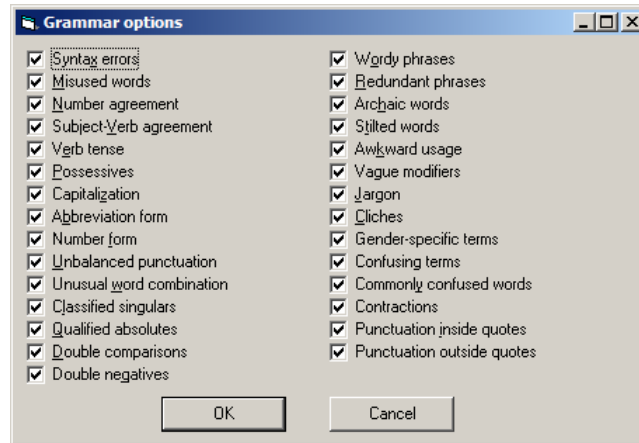 Grammar options
Syntax errors
Misused words
Number agreement
Subject-Verb agreement
Verb tense
Possessives
Capitalization
Abbreviation form
Number form
Unbalanced punctuation
Unusual word combination
Classified singulars
Qualified absolutes
Double comparisons
Double negatives
Wordy phrases
Redundant phrases
Archaic words
Stilted words
Awkward usage
Vague modifiers
Jargon
Cliches
Gender-specific terms
Confusing terms
Commonly confused words
Contractions
Punctuation inside quotes
Punctuation outside quotes
OK
Cancel